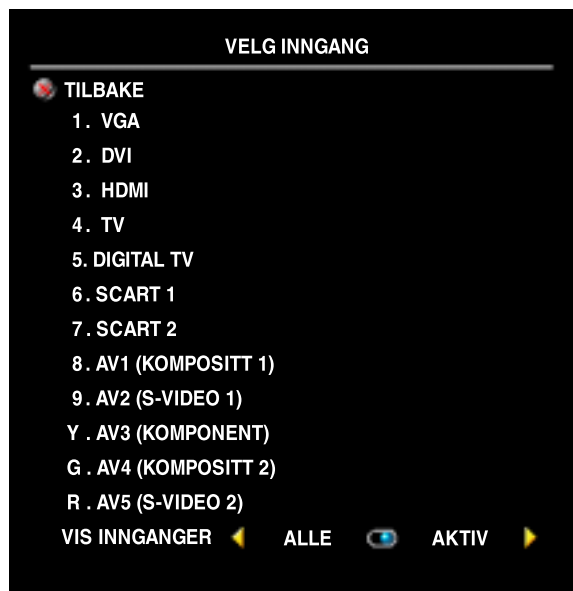 VELG INNGANG
TILBAKE
1. VGA
2. DVI
3. HDMI
4. TV
5. DIGITAL TV
6. SCART 1
7. SCART 2
8. AV1 (KOMPOSITT 1)
9. AV2 (S-VIDEO 1)
Y. AV3 (KOMPONENT)
G. AV4 (KOMPOSITT 2)
R. AV5 (S-VIDEO 2)
VIS INNGANGER ALLE AKTIV